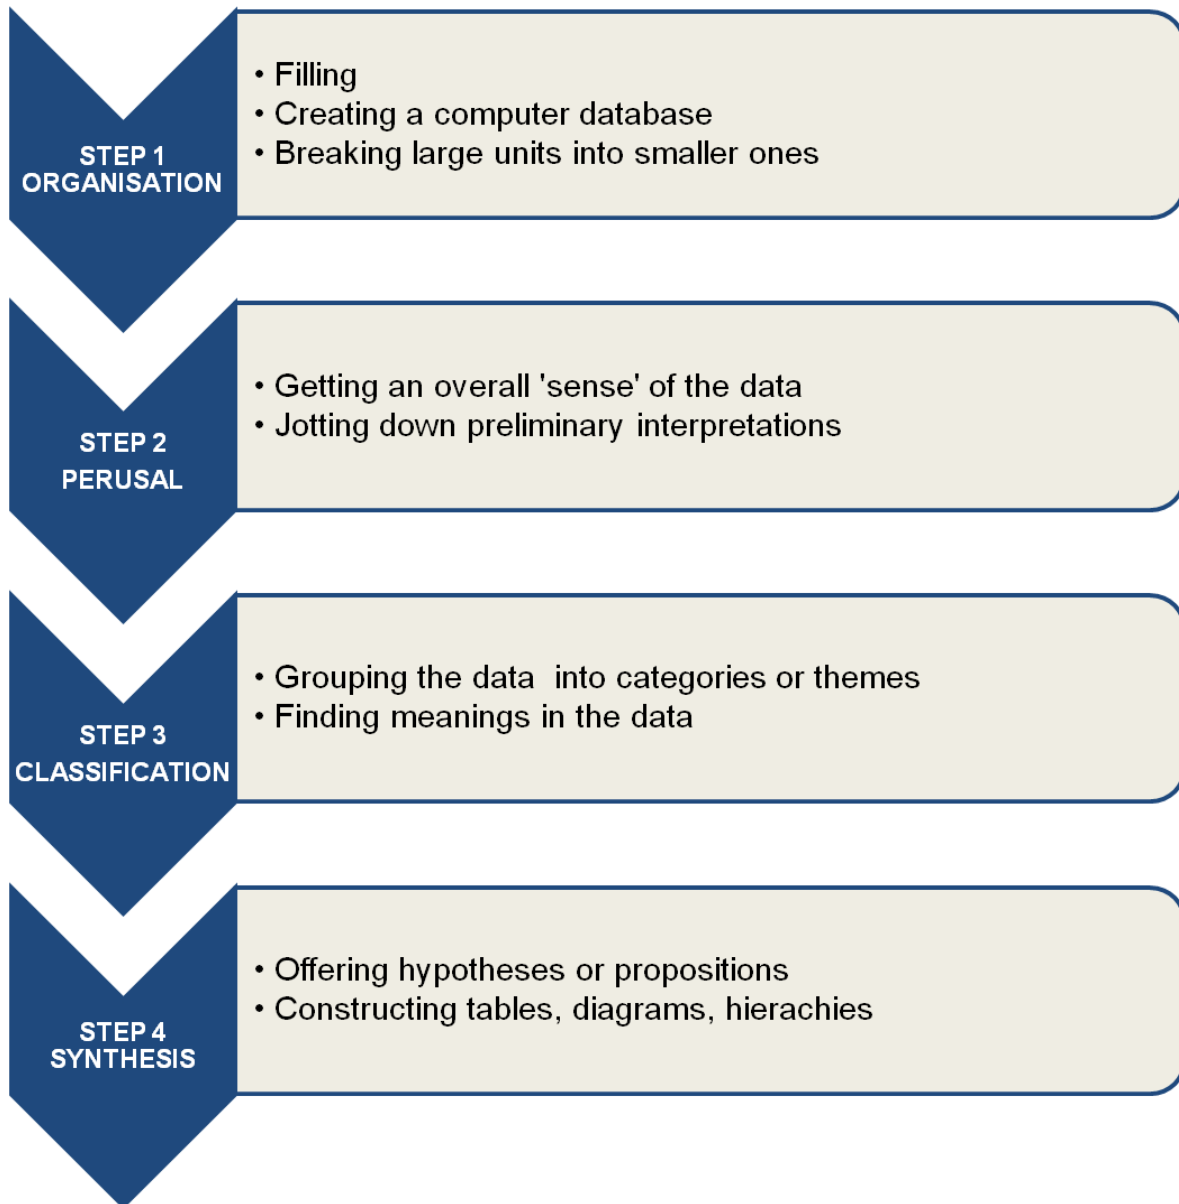 STEP 1
ORGANISATION
• Filling
• Creating a computer database
• Breaking large units into smaller ones
STEP 2
PERUSAL
• Getting an overall 'sense' of the data
• Jotting down preliminary interpretations
STEP 3
CLASSIFICATION
• Grouping the data  into categories or themes
• Finding meanings in the data
STEP 4
SYNTHESIS
• Offering hypotheses or propositions
• Constructing tables, diagrams, hierachies